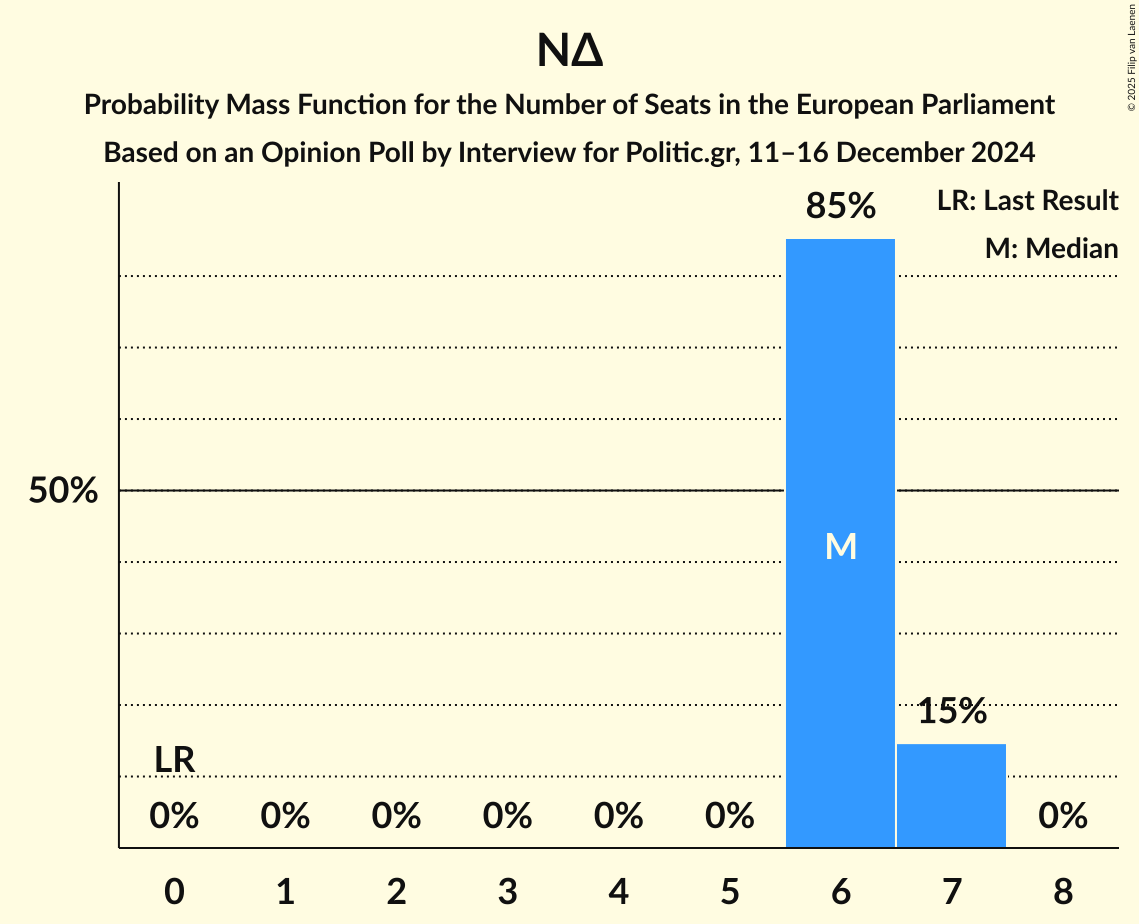 ΝΔ
Probability Mass Function for the Number of Seats in the European Parliament
Based on an Opinion Poll by Interview for Politic.gr, 11–16 December 2024
© 2025 Filip van Laenen
LR: Last Result
M: Median
85%
50%
M
15%
LR
0% 0% 0% 0% 0% 0% 0%
0 1 2 3 4 5 6 7 8